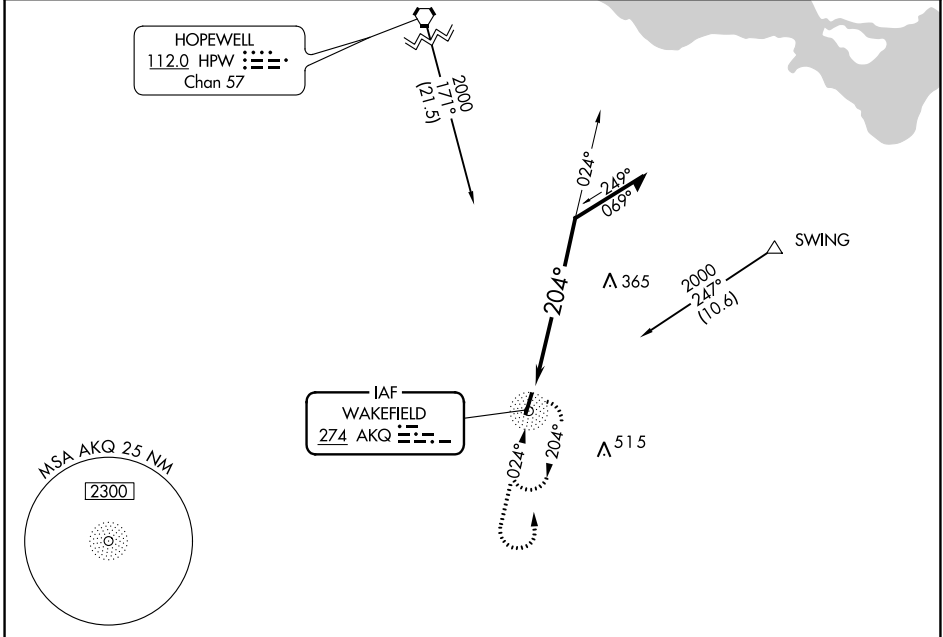 HOPEWELL
112.0 HPW
Chan 57
2000
171°
(21.5)
024°
249°
069°
SWING
2000
247°
(10.6)
365
204°
IAF
WAKEFIELD
274 AKQ
515
024°
204°
MSA AKQ 25 NM
2300